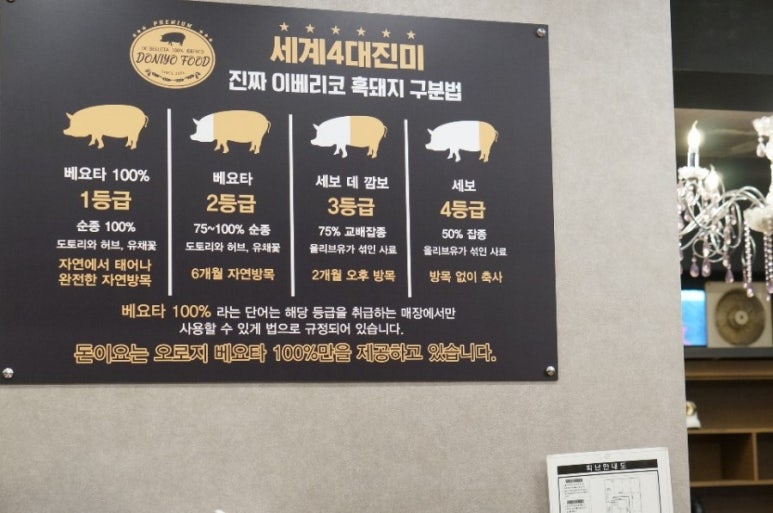 PREMIUM
DONIYO FOOD
세계4대진미
진짜 이베리코 흑돼지 구분법
베요타 100%
1등급
순종 100%
도토리와 허브, 유채꽃
자연에서 태어나
완전한 자연방목
베요타
2등급
75~100% 순종
도토리와 허브, 유채꽃
6개월 자연방목
세보 데 깜보
3등급
75% 교배잡종
올리브유가 섞인 사료
2개월 오후 방목
세보
4등급
50% 잡종
올리브유가 섞인 사료
방목 없이 축사
베요타 100% 라는 단어는 해당 등급을 취급하는 매장에서만
사용할 수 있게 법으로 규정되어 있습니다.
돈이요는 오로지 베요타 100%만을 제공하고 있습니다.
피난안내도